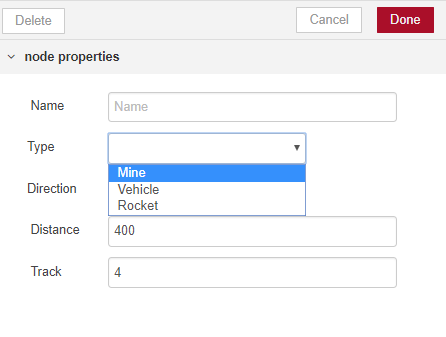 Delete Cancel Done
node properties
Name Name
Type
Mine
Vehicle
Direction
Rocket
Distance 400
Track 4